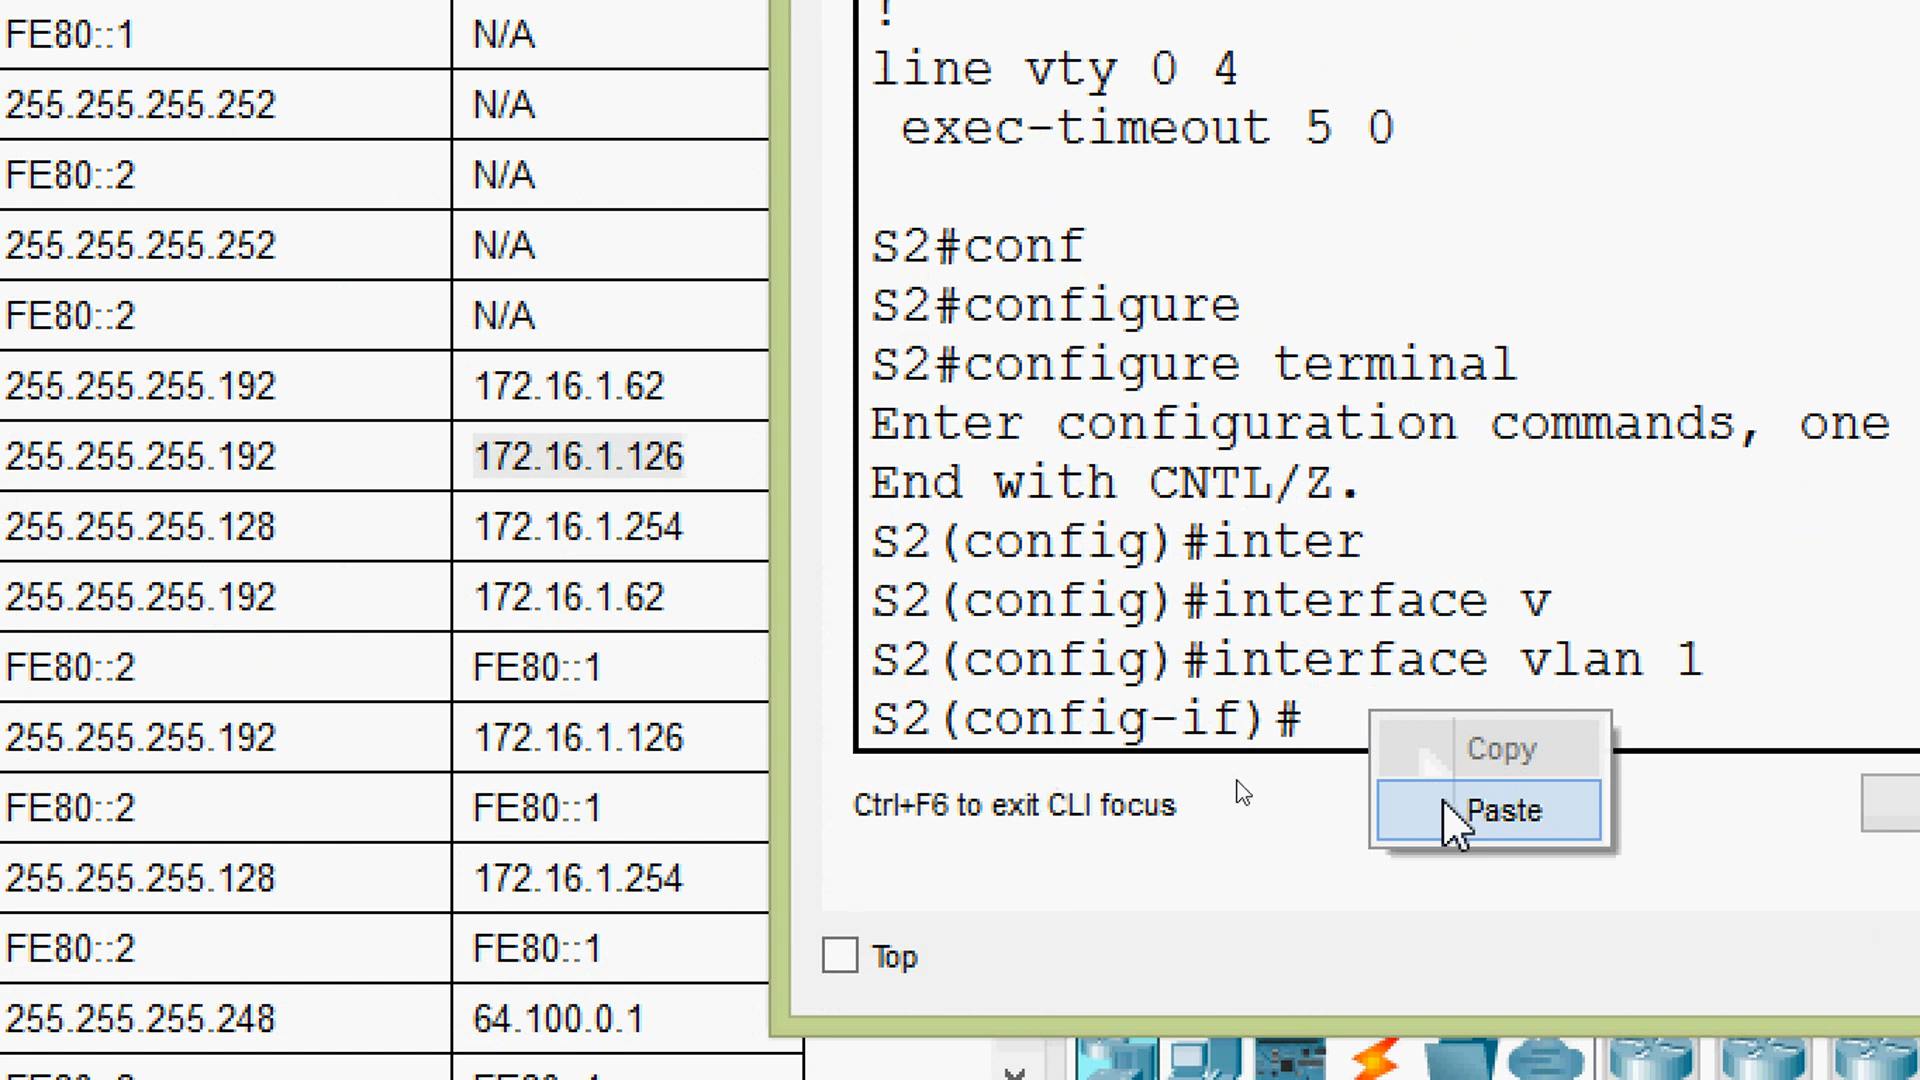 FE80::1 N/A
255.255.255.252 N/A
FE80::2 N/A
255.255.255.252 N/A
FE80::2 N/A
255.255.255.192 172.16.1.62
255.255.255.192 172.16.1.126
255.255.255.128 172.16.1.254
255.255.255.192 172.16.1.62
FE80::2 FE80::1
255.255.255.192 172.16.1.126
FE80::2 FE80::1
255.255.255.128 172.16.1.254
FE80::2 FE80::1
255.255.255.248 64.100.0.1
!
line vty 0 4
exec-timeout 5 0
S2#conf
S2#configure
S2#configure terminal
Enter configuration commands, one
End with CNTL/Z.
S2(config)#inter
S2(config)#interface v
S2(config)#interface vlan 1
S2(config-if)#
Copy
Paste
Ctrl+F6 to exit CLI focus
Top